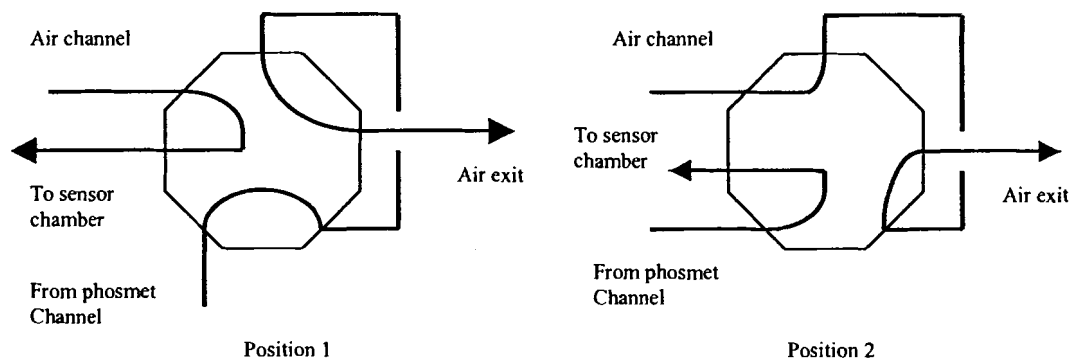 Air channel
To sensor
chamber
From phosmet
Channel
Air exit
Position 1
Air channel
To sensor
chamber
From phosmet
Channel
Air exit
Position 2